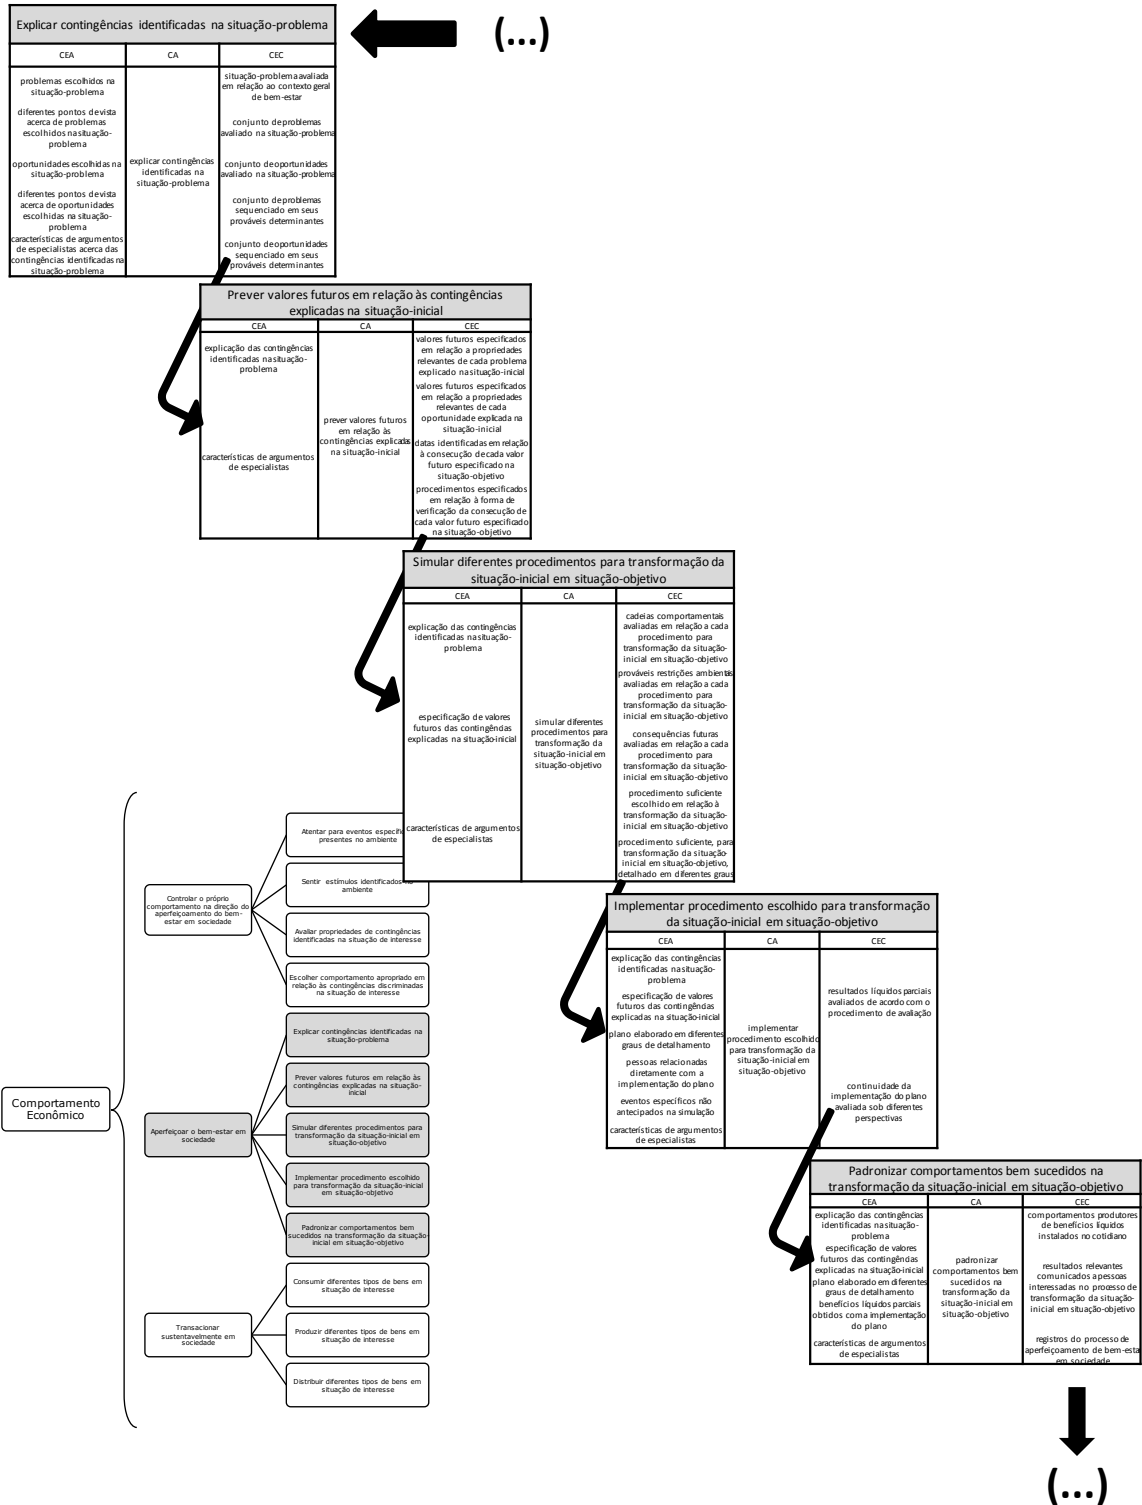 Explicar contingências identificadas na situação-problema
(...)
CEA
CA
CEC
problemas escolhidos na
situação-problema
diferentes pontos de vista
acerca de problemas
escolhidos na situação-
problema
oportunidades escolhidas na
situação-problema
diferentes pontos de vista
acerca de oportunidades
escolhidas na situação-
problema
características de argumentos
de especialistas acerca das
contingências identificadas na
situação-problema
explicar contingências
identificadas na
situação-problema
situação-problema avaliada
em relação ao contexto geral
de bem-estar
conjunto de problemas
avaliado na situação-problema
conjunto de oportunidades
avaliado na situação-problema
conjunto de problemas
sequenciado em seus
prováveis determinantes
conjunto de oportunidades
sequenciado em seus
prováveis determinantes
Prever valores futuros em relação às contingências
explicadas na situação-inicial
CEA
CA
CEC
explicação das contingências
identificadas na situação-
problema
características de argumentos
de especialistas
prever valores futuros
em relação às
contingências explicadas
na situação-inicial
valores futuros especificados
em relação a propriedades
relevantes de cada problema
explicado na situação-inicial
valores futuros especificados
em relação a propriedades
relevantes de cada
oportunidade explicada na
situação-inicial
datas identificadas em relação
à consecução de cada valor
futuro especificado na
situação-objetivo
procedimentos especificados
em relação à forma de
verificação da consecução de
cada valor futuro especificado
na situação-objetivo
Simular diferentes procedimentos para transformação da
situação-inicial em situação-objetivo
CEA
CA
CEC
explicação das contingências
identificadas na situação-
problema
especificação de valores
futuros das contingências
explicadas na situação-inicial
características de argumentos
de especialistas
simular diferentes
procedimentos para
transformação da
situação-inicial em
situação-objetivo
cadeias comportamentais
avaliadas em relação a cada
procedimento para
transformação da situação-
inicial em situação-objetivo
prováveis restrições ambientais
avaliadas em relação a cada
procedimento para
transformação da situação-
inicial em situação-objetivo
consequências futuras
avaliadas em relação a cada
procedimento para
transformação da situação-
inicial em situação-objetivo
procedimento suficiente
escolhido em relação à
transformação da situação-
inicial em situação-objetivo
procedimento suficiente, para
transformação da situação-
inicial em situação-objetivo,
detalhado em diferentes graus
Implementar procedimento escolhido para transformação
da situação-inicial em situação-objetivo
CEA
CA
CEC
explicação das contingências
identificadas na situação-
problema
especificação de valores
futuros das contingências
explicadas na situação-inicial
plano elaborado em diferentes
graus de detalhamento
pessoas relacionadas
diretamente com a
implementação do plano
eventos específicos não
antecipados na simulação
características de argumentos
de especialistas
implementar
procedimento escolhido
para transformação da
situação-inicial em
situação-objetivo
resultados líquidos parciais
avaliados de acordo com o
procedimento de avaliação
continuidade da
implementação do plano
avaliada sob diferentes
perspectivas
Padronizar comportamentos bem sucedidos na
transformação da situação-inicial em situação-objetivo
CEA
CA
CEC
explicação das contingências
identificadas na situação-
problema
especificação de valores
futuros das contingências
explicadas na situação-inicial
plano elaborado em diferentes
graus de detalhamento
benefícios líquidos parciais
obtidos com a implementação
do plano
características de argumentos
de especialistas
padronizar
comportamentos bem
sucedidos na
transformação da
situação-inicial em
situação-objetivo
comportamentos produtores
de benefícios líquidos
instalados no cotidiano
resultados relevantes
comunicados a pessoas
interessadas no processo de
transformação da situação-
inicial em situação-objetivo
registros do processo de
aperfeiçoamento de bem-estar
em sociedade
(...)
Comportamento
Econômico
Controlar o próprio
comportamento na direção do
aperfeiçoamento do bem-
estar em sociedade
Atentar para eventos
presentes no ambiente
Sentir estímulos identificados
ambiente
Avaliar propriedades de contingências
identificadas na situação de interesse
Escolher comportamento apropriado em
relação às contingências discriminadas
na situação de interesse
Aperfeiçoar o bem-estar em
sociedade
Explicar contingências identificadas na
situação-problema
Prever valores futuros em relação às
contingências explicadas na situação-
inicial
Simular diferentes procedimentos para
transformação da situação-inicial em
situação-objetivo
Implementar procedimento escolhido
para transformação da situação-inicial
em situação-objetivo
Padronizar comportamentos bem
sucedidos na transformação da situação-
inicial em situação-objetivo
Transacionar
sustentavelmente em
sociedade
Consumir diferentes tipos de bens em
situação de interesse
Produzir diferentes tipos de bens em
situação de interesse
Distribuir diferentes tipos de bens em
situação de interesse